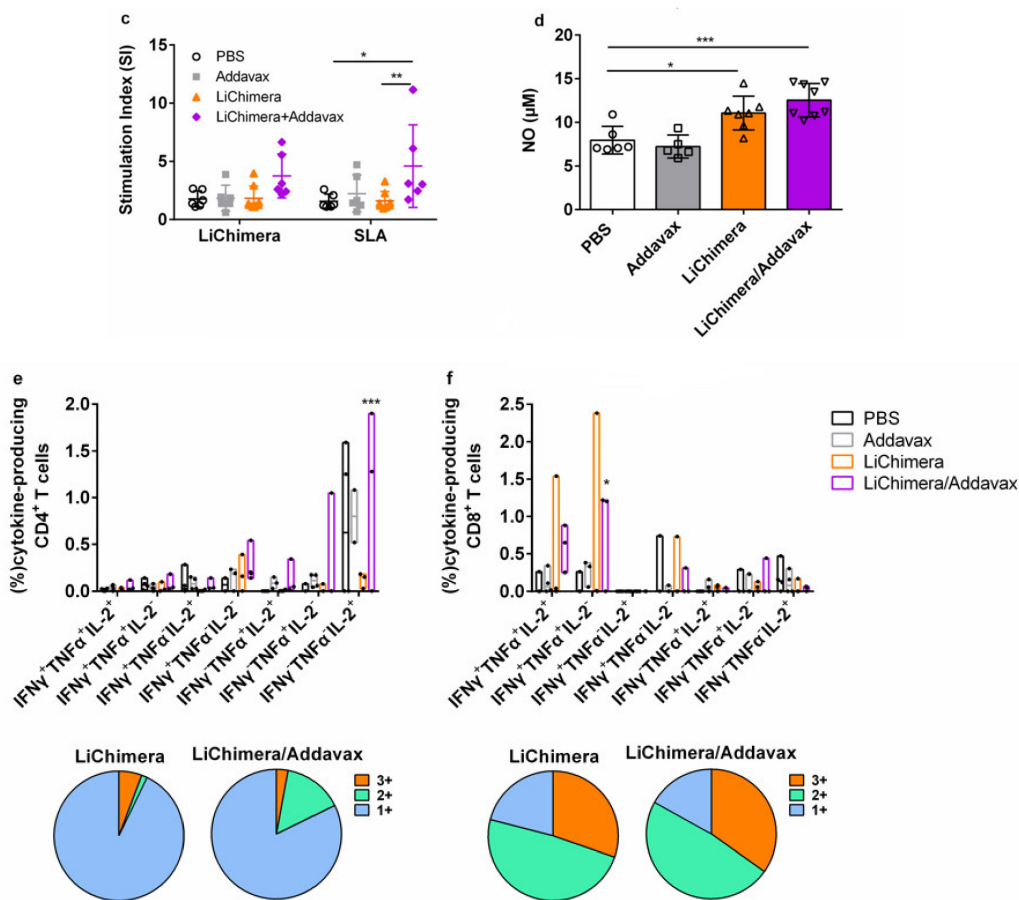 c
Stimulation Index (SI)
15
10
5
0
PBS
Addavax
LiChimera
LiChimera+Addavax
*
**
LiChimera
SLA
NO (µM)
20
15
10
5
0
***
*
PBS
Addavax
LiChimera
LiChimera/Addavax
e
(%)cytokine-producing
CD4⁺ T cells
2.0
1.5
1.0
0.5
0.0
***
IFNγ⁺TNFα⁺IL-2⁺
IFNγ⁺TNFα⁺IL-2⁻
IFNγ⁺TNFα⁻IL-2⁺
IFNγ⁺TNFα⁻IL-2⁻
IFNγ⁻TNFα⁺IL-2⁺
IFNγ⁻TNFα⁺IL-2⁻
IFNγ⁻TNFα⁻IL-2⁺
f
(%)cytokine-producing
CD8⁺ T cells
2.5
2.0
1.5
1.0
0.5
0.0
*
IFNγ⁺TNFα⁺IL-2⁺
IFNγ⁺TNFα⁺IL-2⁻
IFNγ⁺TNFα⁻IL-2⁺
IFNγ⁺TNFα⁻IL-2⁻
IFNγ⁻TNFα⁺IL-2⁺
IFNγ⁻TNFα⁺IL-2⁻
IFNγ⁻TNFα⁻IL-2⁺
PBS
Addavax
LiChimera
LiChimera/Addavax
LiChimera
LiChimera/Addavax
3+
2+
1+
LiChimera
LiChimera/Addavax
3+
2+
1+